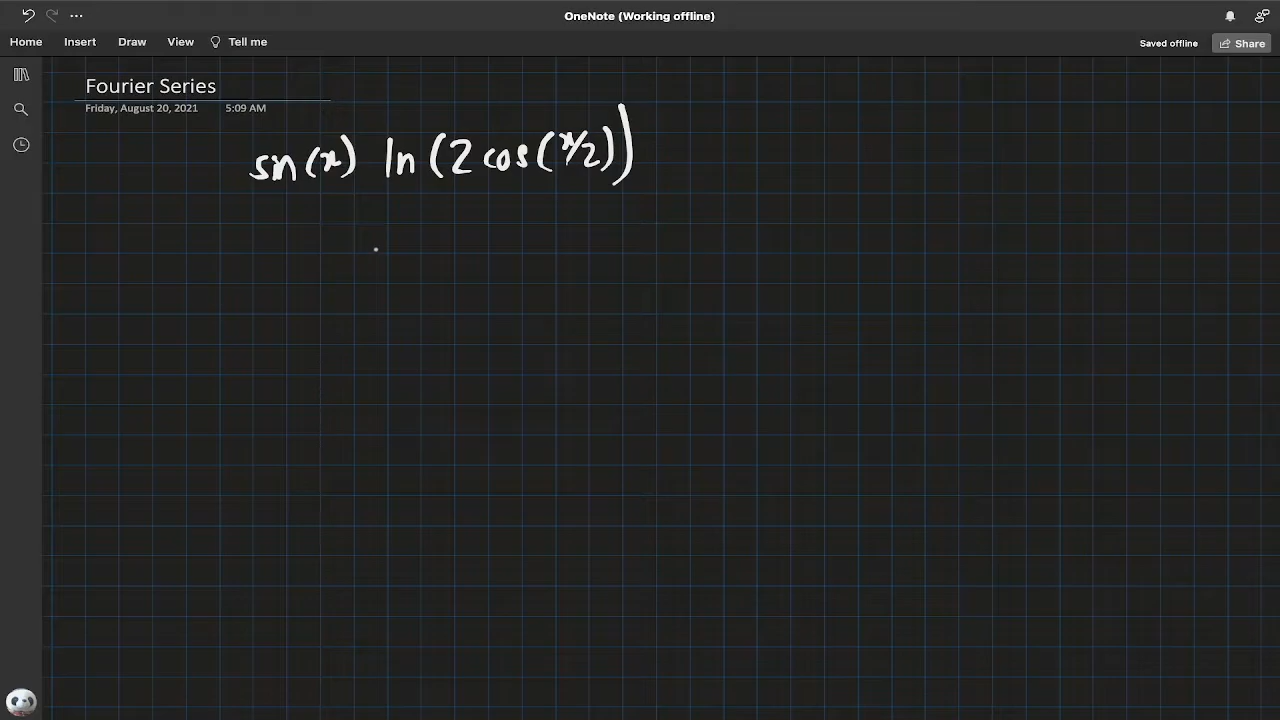 OneNote (Working offline)
Home Insert Draw View Tell me
Saved offline Share
Fourier Series
Friday, August 20, 2021 5:09 AM
sin(x) ln(2cos(x/2))